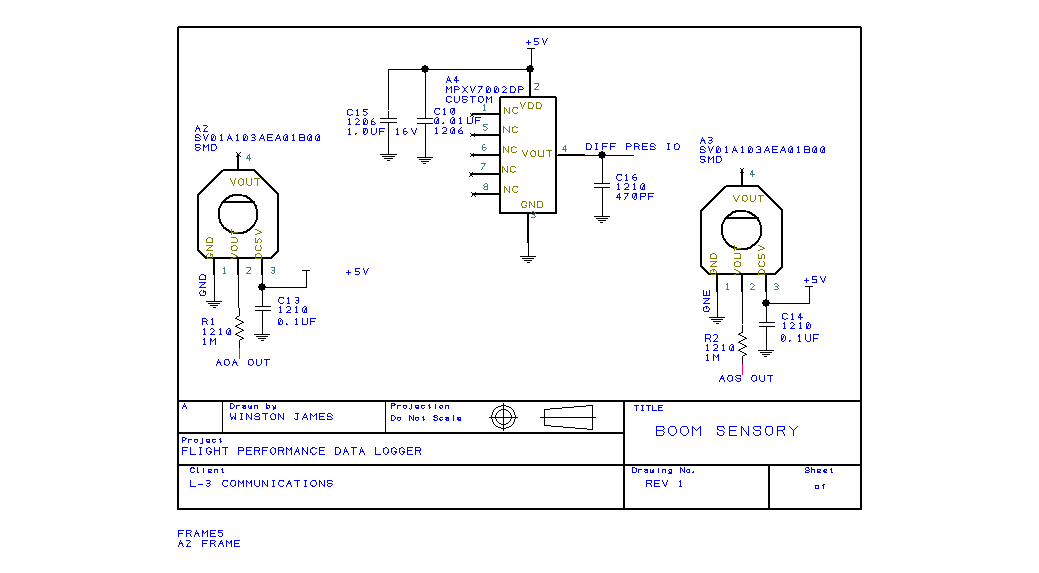 +5V
A4
MPXV7002DP
CUSTOM
2
VDD
1
NC
5
NC
6
NC
7
NC
8
NC
VOUT
4
GND
3
DIFF PRES IO
C15
1206
1.0UF 16V
C10
0.01UF
1206
C16
1210
470PF
A2
SV01A103AEA01B00
SMD
4
VOUT
GND
VOUT
DC5V
1
2
3
GND
+5V
C13
1210
0.1UF
R1
1210
1M
AOA OUT
A3
SV01A103AEA01B00
SMD
4
VOUT
GND
VOUT
DC5V
1
2
3
GNE
+5V
C14
1210
0.1UF
R2
1210
1M
AOS OUT
A
Drawn by
WINSTON JAMES
Projection
Do Not Scale
TITLE
BOOM SENSORY
Project
FLIGHT PERFORMANCE DATA LOGGER
Client
L-3 COMMUNICATIONS
Drawing No.
REV 1
Sheet
of
FRAME5
A2 FRAME